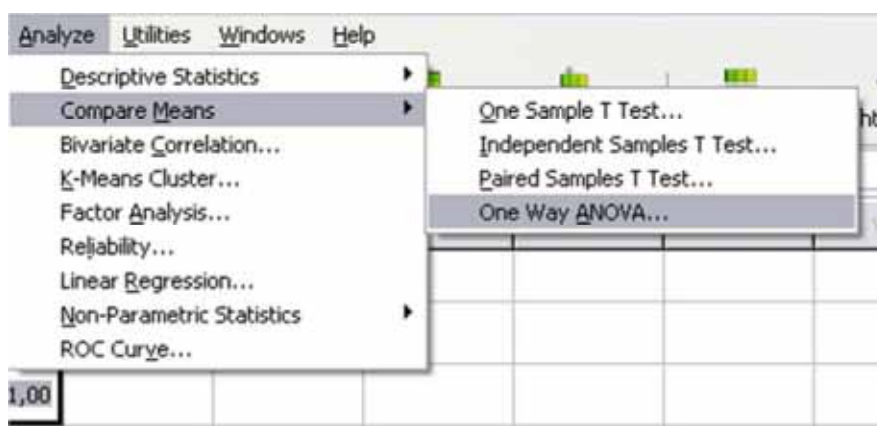 Analyze Utilities Windows Help
Descriptive Statistics
Compare Means
Bivariate Correlation...
K-Means Cluster...
Factor Analysis...
Reliability...
Linear Regression...
Non-Parametric Statistics
ROC Curve...
One Sample T Test...
Independent Samples T Test...
Paired Samples T Test...
One Way ANOVA...
ht
1,00